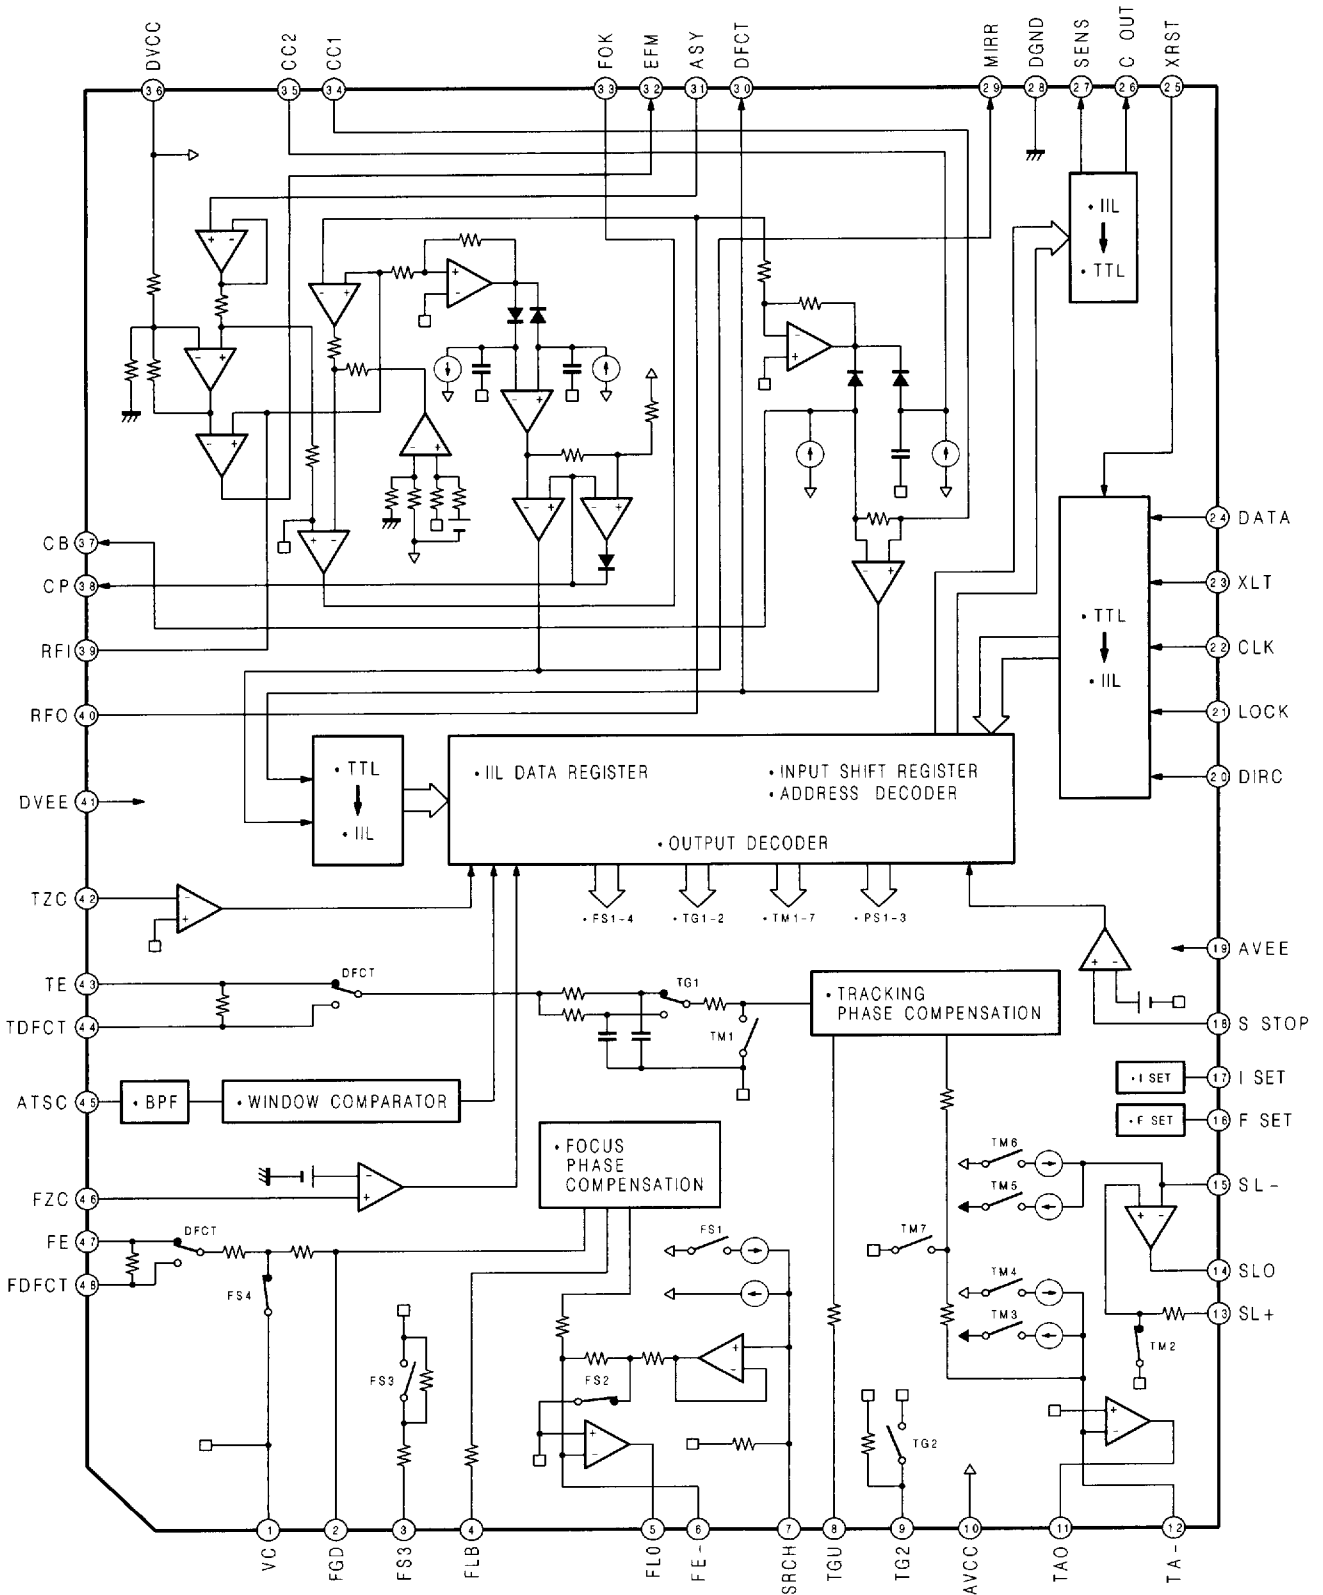 DVCC
CC2
CC1
FOK
EFM
ASY
DFCT
MIRR
DGND
SENS
C OUT
XRST
36
35
34
33
32
31
30
29
28
27
26
25
• IIL
• TTL
CB 37
CP 38
RFI 39
RFO 40
DVEE 41
TZC 42
TE 43
TDFCT 44
ATSC 45
FZC 46
FE 47
FDFCT 48
24 DATA
23 XLT
22 CLK
21 LOCK
20 DIRC
19 AVEE
18 S STOP
17 I SET
16 F SET
15 SL-
14 SLO
13 SL+
• TTL
• IIL
• TTL
• IIL
• IIL DATA REGISTER
• INPUT SHIFT REGISTER
• ADDRESS DECODER
• OUTPUT DECODER
• FS1-4
• TG1-2
• TM1-7
• PS1-3
DFCT
TG1
TM1
• TRACKING
PHASE COMPENSATION
• BPF
• WINDOW COMPARATOR
• I SET
• F SET
• FOCUS
PHASE
COMPENSATION
DFCT
FS4
FS3
FS1
FS2
TM6
TM5
TM7
TM4
TM3
TM2
TG2
1
2
3
4
5
6
7
8
9
10
11
12
VC
FGD
FS3
FLB
FLO
FE-
SRCH
TGU
TG2
AVCC
TAO
TA-